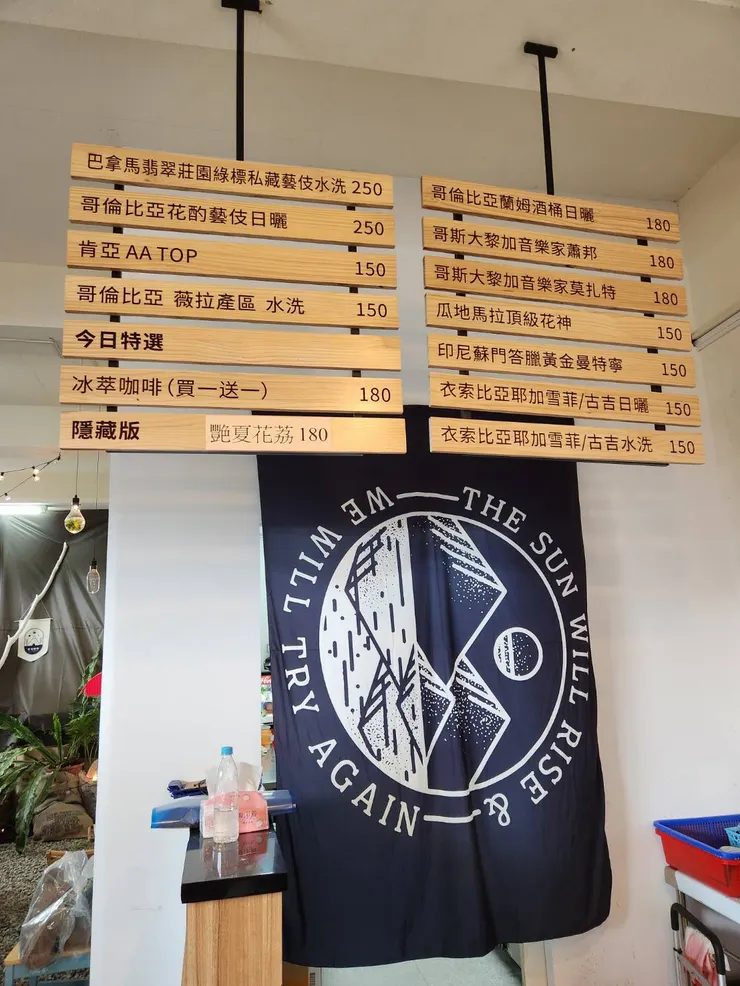 巴拿馬翡翠莊園綠標私藏藝伎水洗 250
哥倫比亞花酌藝伎日曬 250
肯亞 AA TOP 150
哥倫比亞 薇拉產區 水洗 150
今日特選
冰萃咖啡（買一送一） 180
隱藏版 艷夏花荔 180
哥倫比亞蘭姆酒桶日曬 180
哥斯大黎加音樂家蕭邦 180
哥斯大黎加音樂家莫扎特 180
瓜地馬拉頂級花神 150
印尼蘇門答臘黃金曼特寧 150
衣索比亞耶加雪菲/古吉日曬 150
衣索比亞耶加雪菲/古吉水洗 150
THE SUN WILL RISE &
WE WILL TRY AGAIN